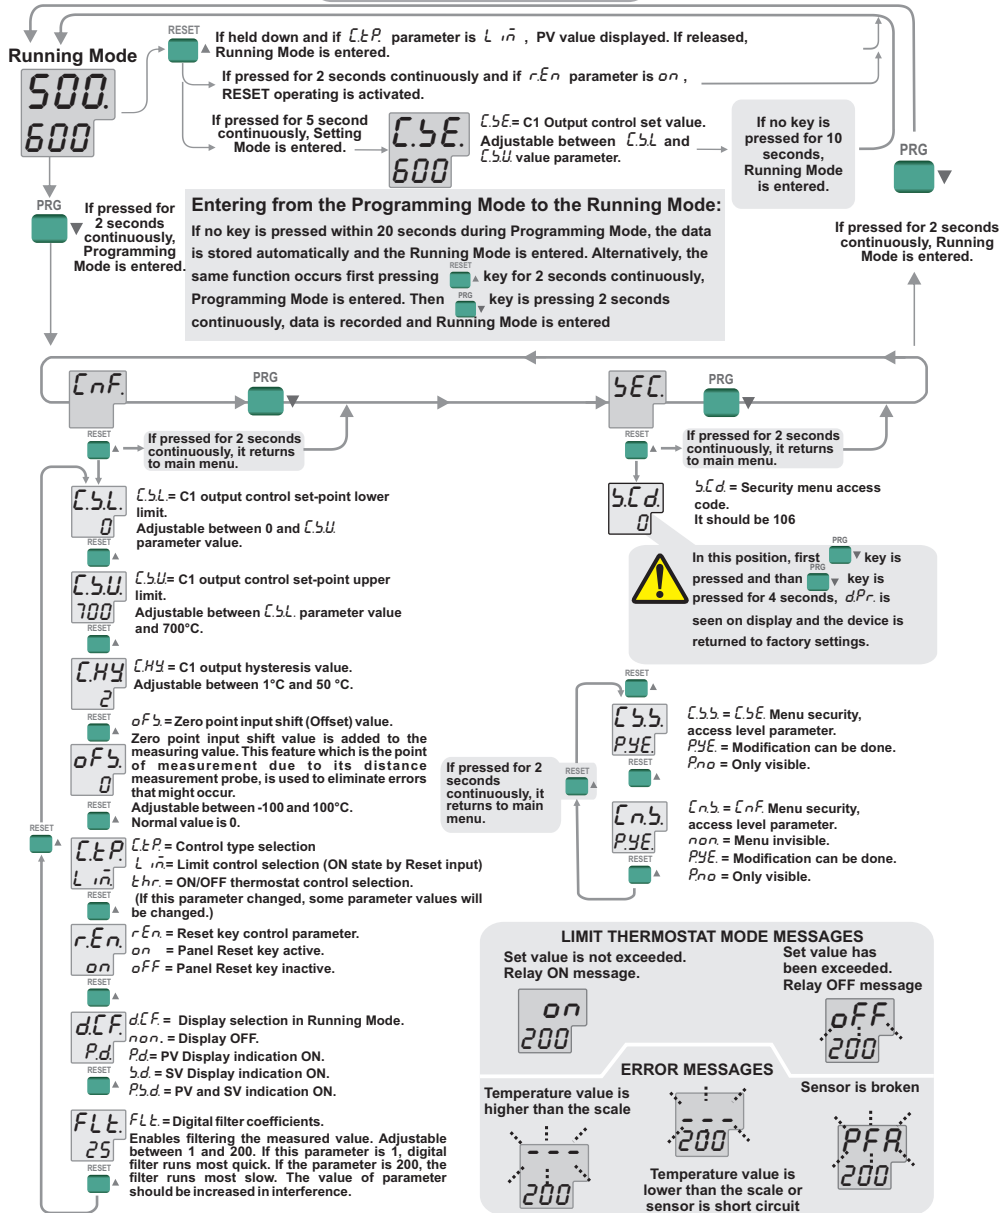 RESET
If held down and if C.tP. parameter is Lim , PV value displayed. If released,
Running Mode is entered.
Running Mode
500.
600
If pressed for 2 seconds continuously and if r.En parameter is on ,
RESET operating is activated.
If pressed for 5 second
continuously, Setting
Mode is entered.
C.SE.
600
C.SE.= C1 Output control set value.
Adjustable between C.S.L and
C.S.U. value parameter.
If no key is
pressed for 10
seconds,
Running Mode
is entered.
PRG
PRG
If pressed for
2 seconds
continuously,
Programming
Mode is entered.
Entering from the Programming Mode to the Running Mode:
If no key is pressed within 20 seconds during Programming Mode, the data
is stored automatically and the Running Mode is entered. Alternatively, the
same function occurs first pressing RESET key for 2 seconds continuously,
Programming Mode is entered. Then PRG key is pressing 2 seconds
continuously, data is recorded and Running Mode is entered
If pressed for 2 seconds
continuously, Running
Mode is entered.
CnF.
PRG
SEC.
PRG
RESET
If pressed for 2 seconds
continuously, it returns
to main menu.
RESET
If pressed for 2 seconds
continuously, it returns
to main menu.
C.S.L.
0
C.S.L.= C1 output control set-point lower
limit.
Adjustable between 0 and C.S.U.
parameter value.
RESET
C.S.U.
700
C.S.U.= C1 output control set-point upper
limit.
Adjustable between C.S.L. parameter value
and 700°C.
RESET
C.HY.
2
C.HY.= C1 output hysteresis value.
Adjustable between 1°C and 50 °C.
RESET
oFS.
0
oFS.= Zero point input shift (Offset) value.
Zero point input shift value is added to the
measuring value. This feature which is the point
of measurement due to its distance
measurement probe, is used to eliminate errors
that might occur.
Adjustable between -100 and 100°C.
Normal value is 0.
RESET
RESET
C.tP.
Lim.
C.tP.= Control type selection
Lim.= Limit control selection (ON state by Reset input)
thr.= ON/OFF thermostat control selection.
(If this parameter changed, some parameter values will
be changed.)
RESET
r.En.
on
r.En.= Reset key control parameter.
on = Panel Reset key active.
oFF = Panel Reset key inactive.
RESET
d.CF.
P.d.
d.CF. = Display selection in Running Mode.
non. = Display OFF.
P.d.= PV Display indication ON.
S.d. = SV Display indication ON.
P.S.d. = PV and SV indication ON.
RESET
FLt.
25
FLt.= Digital filter coefficients.
Enables filtering the measured value. Adjustable
between 1 and 200. If this parameter is 1, digital
filter runs most quick. If the parameter is 200, the
filter runs most slow. The value of parameter
should be increased in interference.
RESET
S.Cd.
0
S.Cd. = Security menu access
code.
It should be 106
In this position, first PRG key is
pressed and than PRG key is
pressed for 4 seconds, d.Pr. is
seen on display and the device is
returned to factory settings.
RESET
CS.S.
P.YE.
C.S.S. = C.SE. Menu security,
access level parameter.
P.YE. = Modification can be done.
P.no = Only visible.
RESET
If pressed for 2
seconds
continuously, it
returns to main
menu.
RESET
Cn.S.
P.YE.
Cn.S. = CnF. Menu security,
access level parameter.
non. = Menu invisible.
P.YE. = Modification can be done.
P.no = Only visible.
RESET
LIMIT THERMOSTAT MODE MESSAGES
Set value is not exceeded.
Relay ON message.
on
200
Set value has
been exceeded.
Relay OFF message
oFF.
200
ERROR MESSAGES
Temperature value is
higher than the scale
---
200
---
200
Temperature value is
lower than the scale or
sensor is short circuit
Sensor is broken
PFA.
200